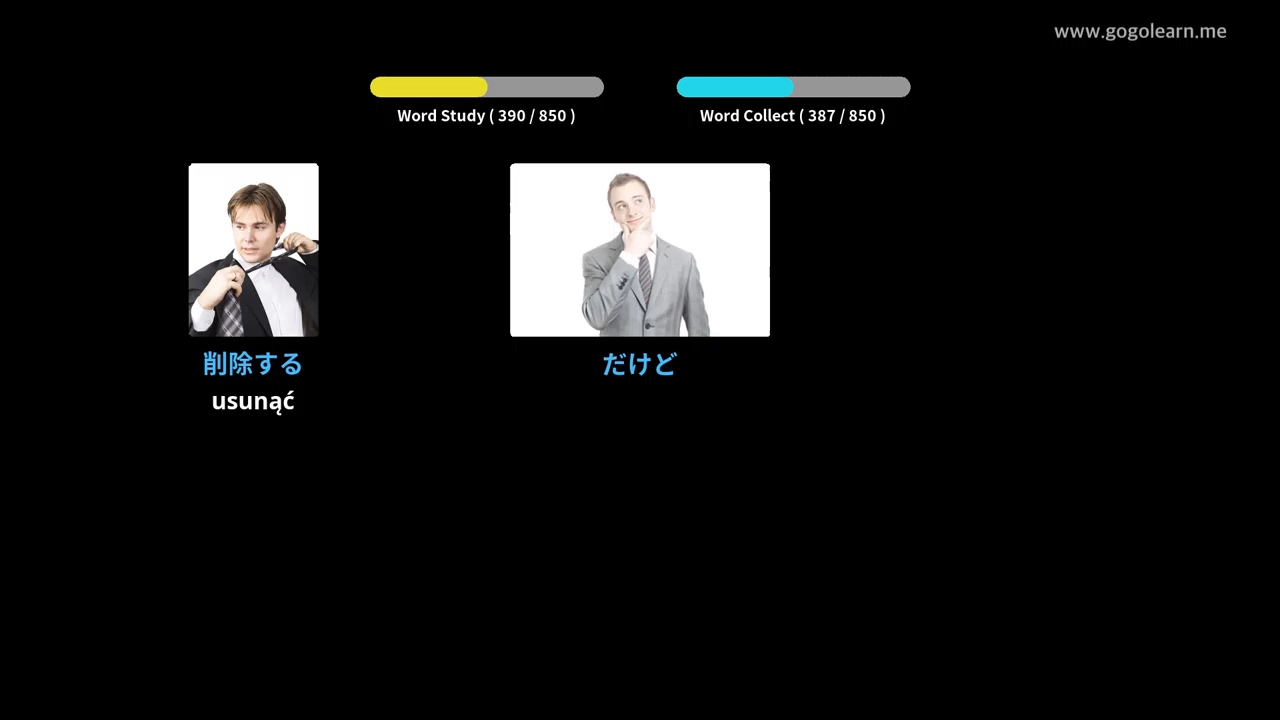 www.gogolearn.me
Word Study ( 390 / 850 )
Word Collect ( 387 / 850 )
削除する
usunąć
だけど